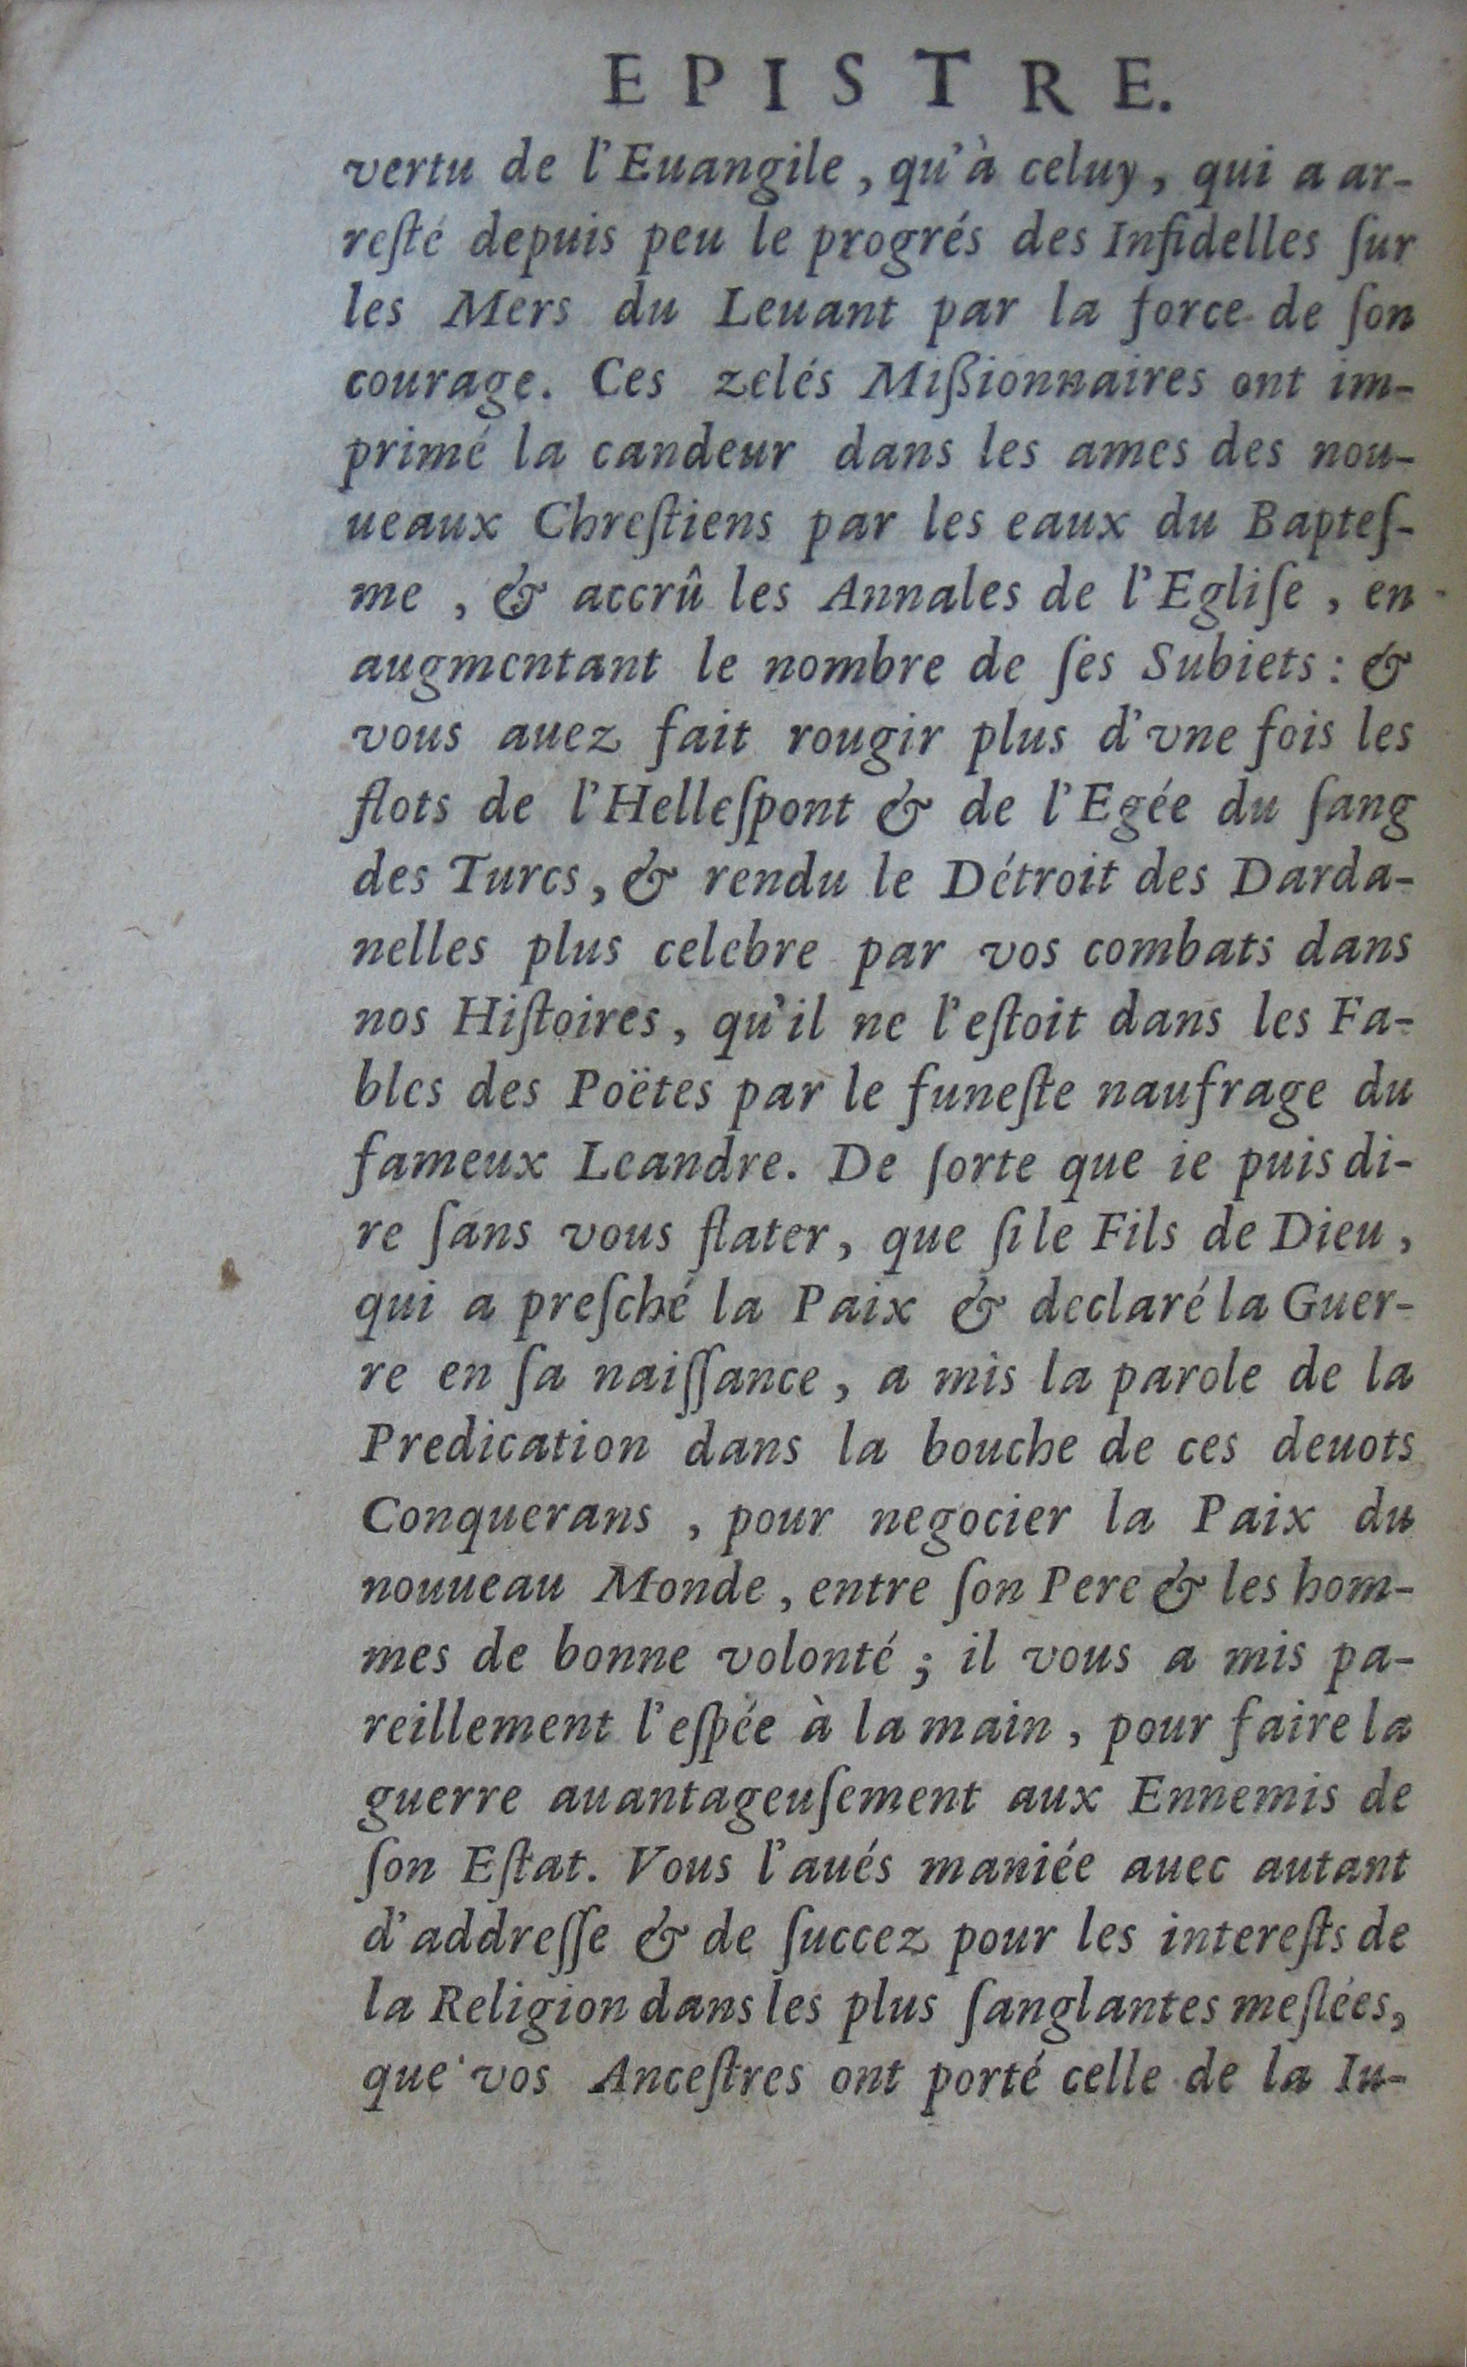 EPISTRE.
vertu de l'Euangile, qu'à celuy, qui a ar-
reſté depuis peu le progrés des Infidelles ſur
les Mers du Leuant par la force de ſon
courage. Ces zelés Mißionnaires ont im-
primé la candeur dans les ames des nou-
ueaux Chreſtiens par les eaux du Bapteſ-
me, & accrû les Annales de l'Egliſe, en
augmentant le nombre de ſes Subiets: &
vous auez fait rougir plus d'vne fois les
flots de l'Helleſpont & de l'Egée du ſang
des Turcs, & rendu le Détroit des Darda-
nelles plus celebre par vos combats dans
nos Hiſtoires, qu'il ne l'eſtoit dans les Fa-
bles des Poëtes par le funeſte naufrage du
fameux Leandre. De ſorte que ie puis di-
re ſans vous flater, que ſi le Fils de Dieu,
qui a preſché la Paix & declaré la Guer-
re en ſa naiſſance, a mis la parole de la
Predication dans la bouche de ces deuots
Conquerans, pour negocier la Paix du
nouueau Monde, entre ſon Pere & les hom-
mes de bonne volonté; il vous a mis pa-
reillement l'eſpée à la main, pour faire la
guerre auantageuſement aux Ennemis de
ſon Eſtat. Vous l'aués maniée auec autant
d'addreſſe & de ſuccez pour les intereſts de
la Religion dans les plus ſanglantes meſlées,
que vos Anceſtres ont porté celle de la Iu-